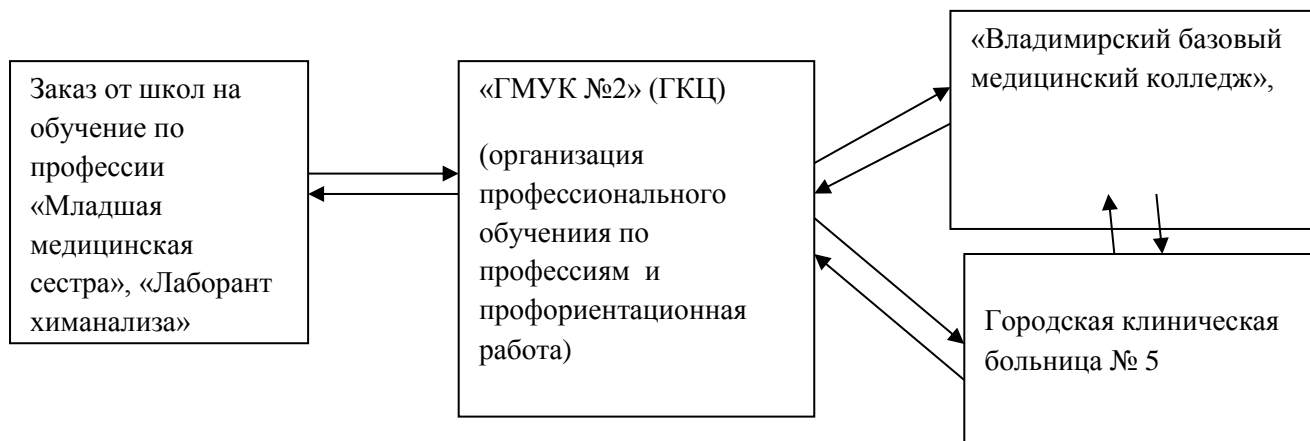 Заказ от школ на
обучение по
профессии
«Младшая
медицинская
сестра», «Лаборант
химанализа»
«ГМУК №2» (ГКЦ)
(организация
профессионального
обучениия по
профессиям и
профориентационная
работа)
«Владимирский базовый
медицинский колледж»,
Городская клиническая
больница № 5